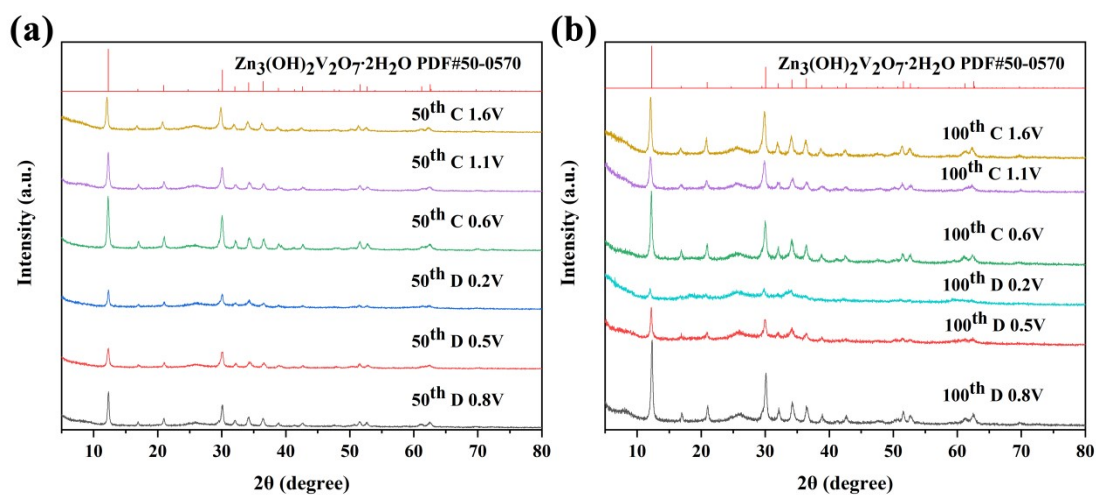 (a)
Zn3(OH)2V2O7·2H2O PDF#50-0570
50th C 1.6V
50th C 1.1V
50th C 0.6V
50th D 0.2V
50th D 0.5V
50th D 0.8V
Intensity (a.u.)
10 20 30 40 50 60 70 80
2θ (degree)
(b)
Zn3(OH)2V2O7·2H2O PDF#50-0570
100th C 1.6V
100th C 1.1V
100th C 0.6V
100th D 0.2V
100th D 0.5V
100th D 0.8V
Intensity (a.u.)
10 20 30 40 50 60 70 80
2θ (degree)